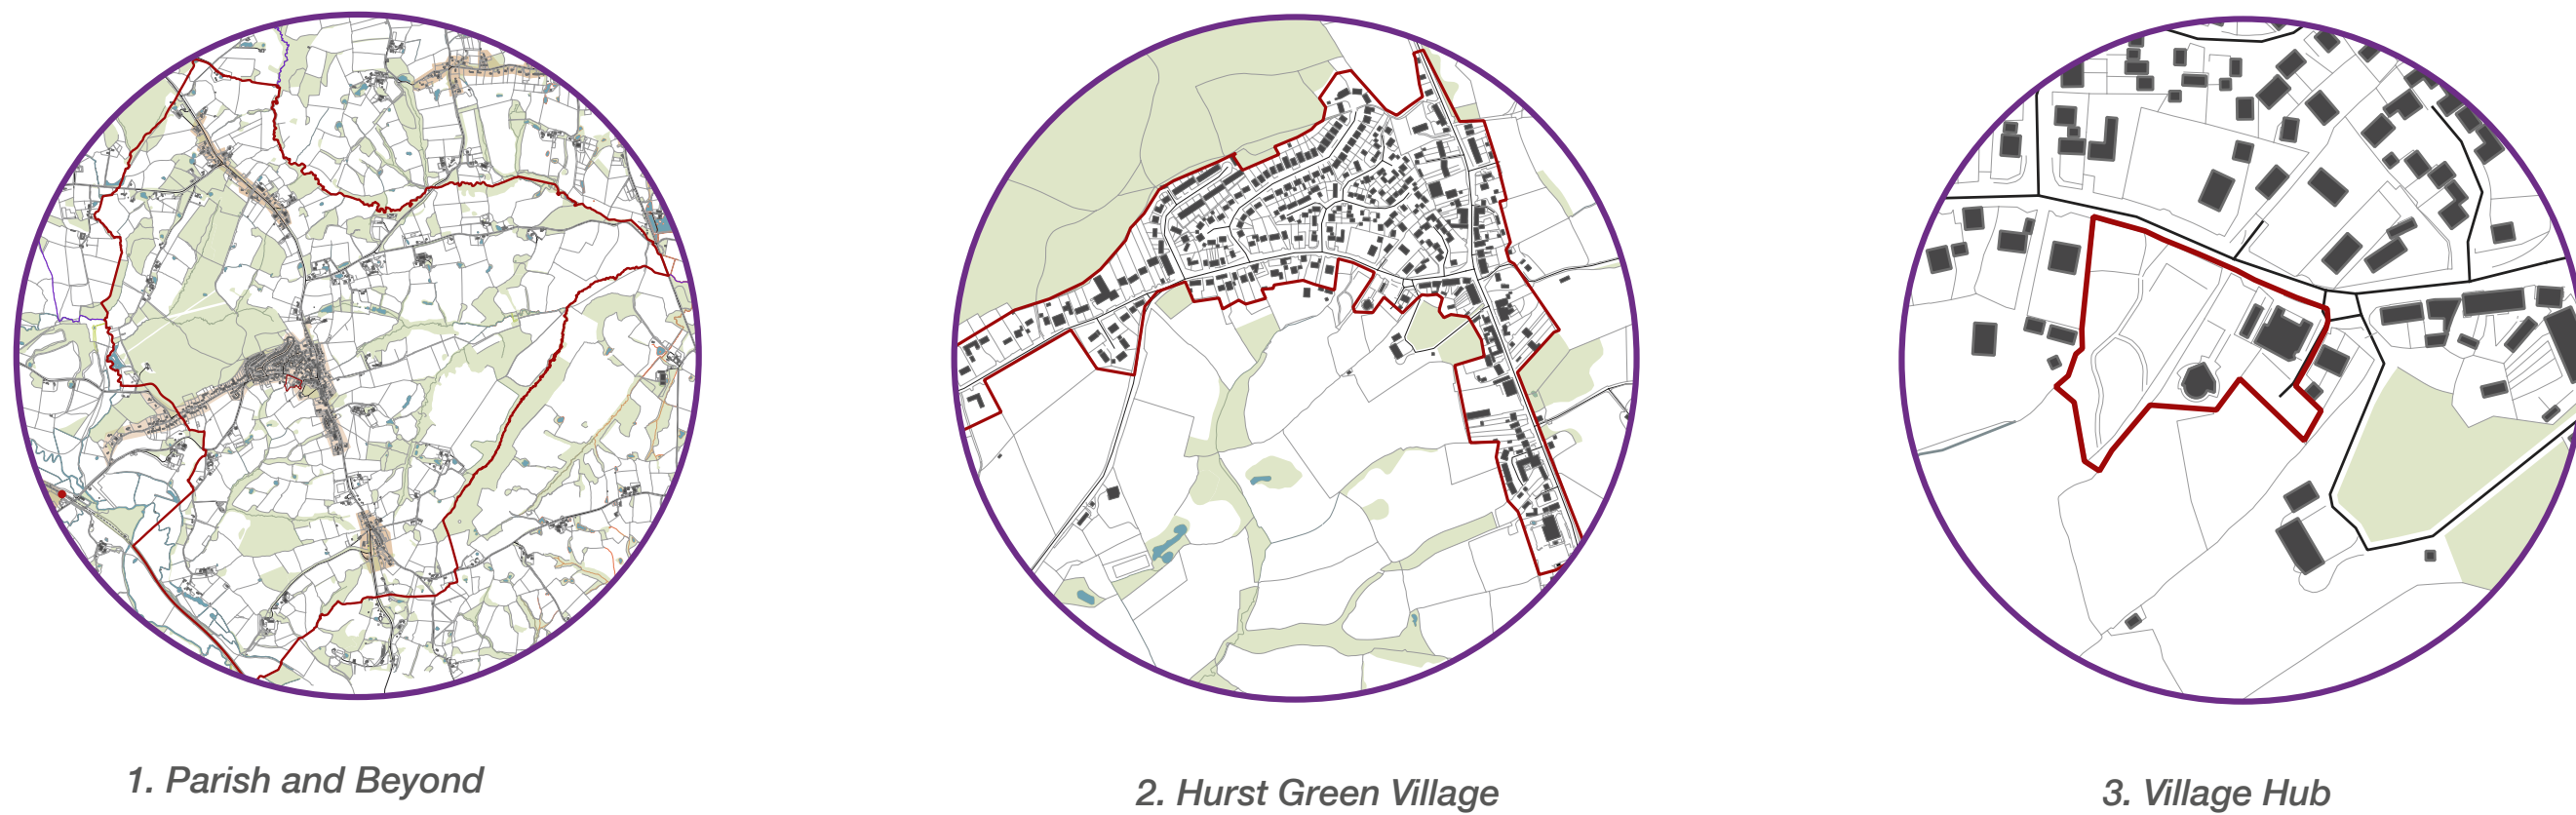 1. Parish and Beyond
2. Hurst Green Village
3. Village Hub